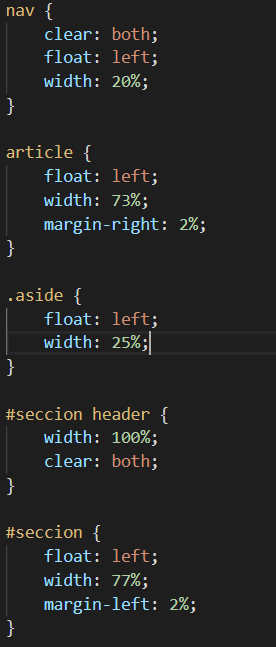 nav {
    clear: both;
    float: left;
    width: 20%;
}

article {
    float: left;
    width: 73%;
    margin-right: 2%;
}

.aside {
    float: left;
    width: 25%;
}

#seccion header {
    width: 100%;
    clear: both;
}

#seccion {
    float: left;
    width: 77%;
    margin-left: 2%;
}